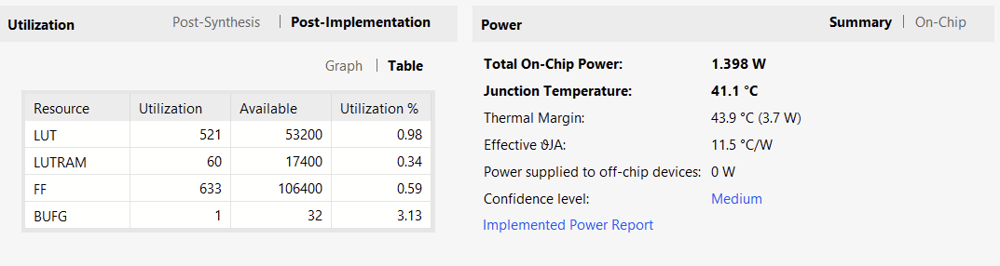 Utilization Post-Synthesis | Post-Implementation
Graph | Table
Resource Utilization Available Utilization %
LUT 521 53200 0.98
LUTRAM 60 17400 0.34
FF 633 106400 0.59
BUFG 1 32 3.13
Power Summary | On-Chip
Total On-Chip Power: 1.398 W
Junction Temperature: 41.1 °C
Thermal Margin: 43.9 °C (3.7 W)
Effective ϑJA: 11.5 °C/W
Power supplied to off-chip devices: 0 W
Confidence level: Medium
Implemented Power Report